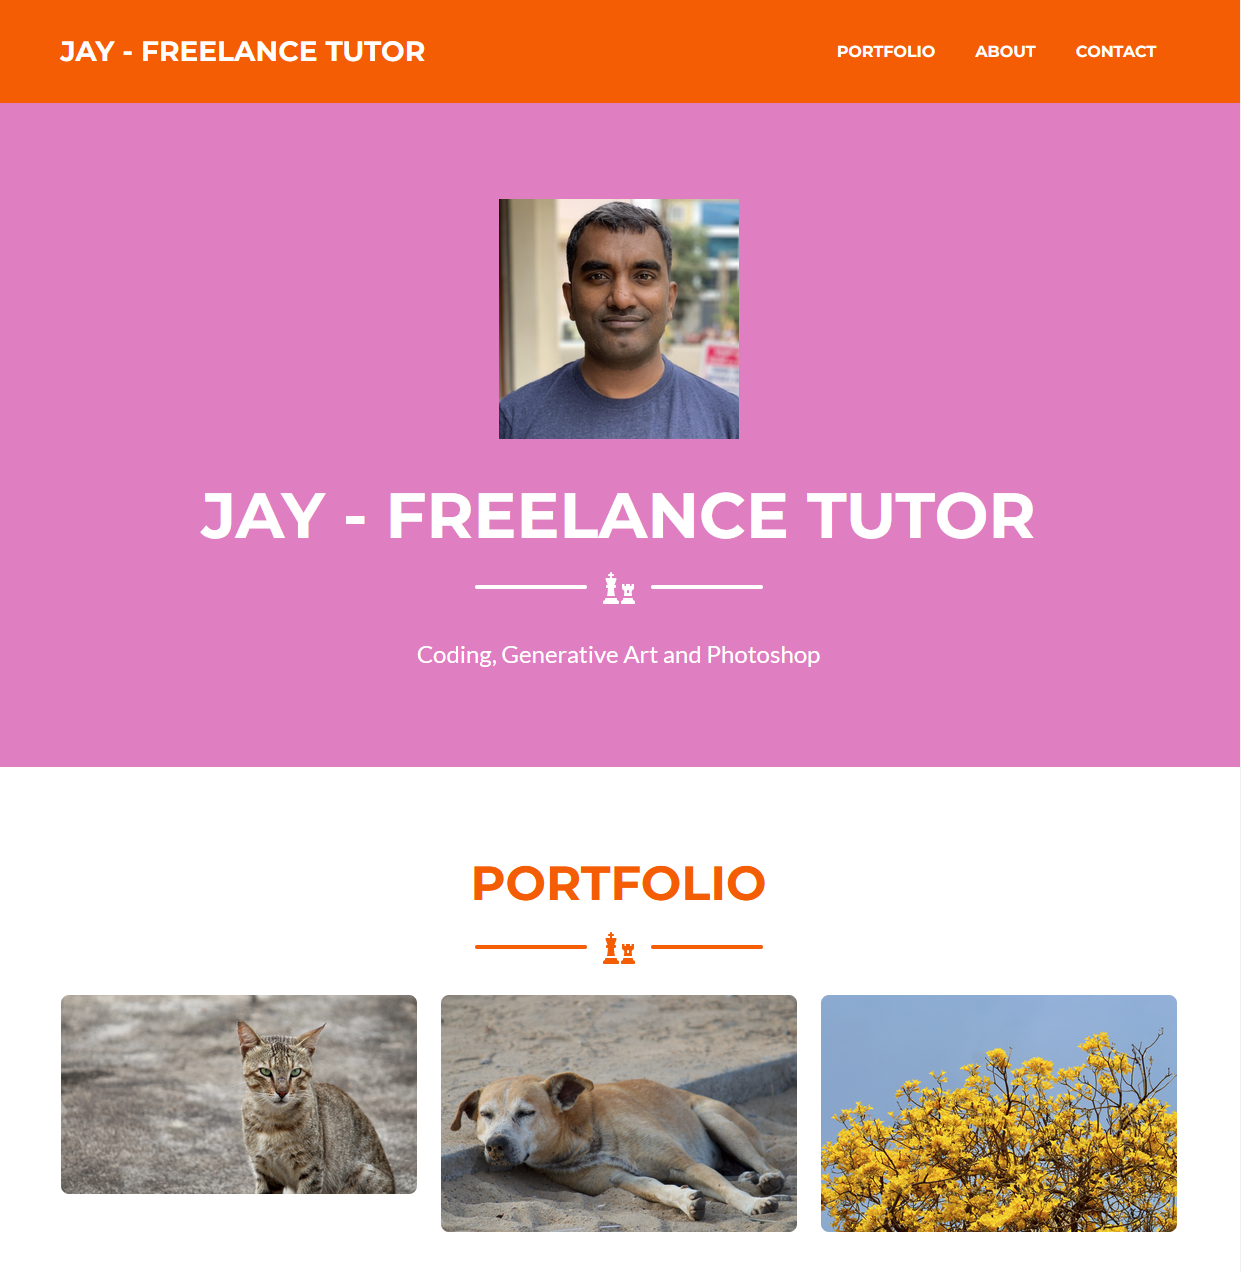 JAY - FREELANCE TUTOR
PORTFOLIO ABOUT CONTACT
JAY - FREELANCE TUTOR
Coding, Generative Art and Photoshop
PORTFOLIO